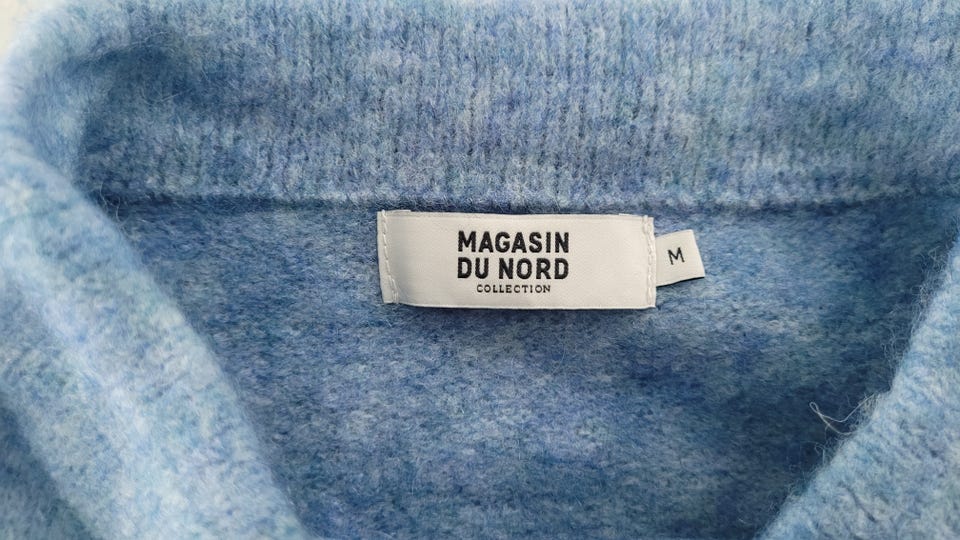 MAGASIN
DU NORD
COLLECTION
M